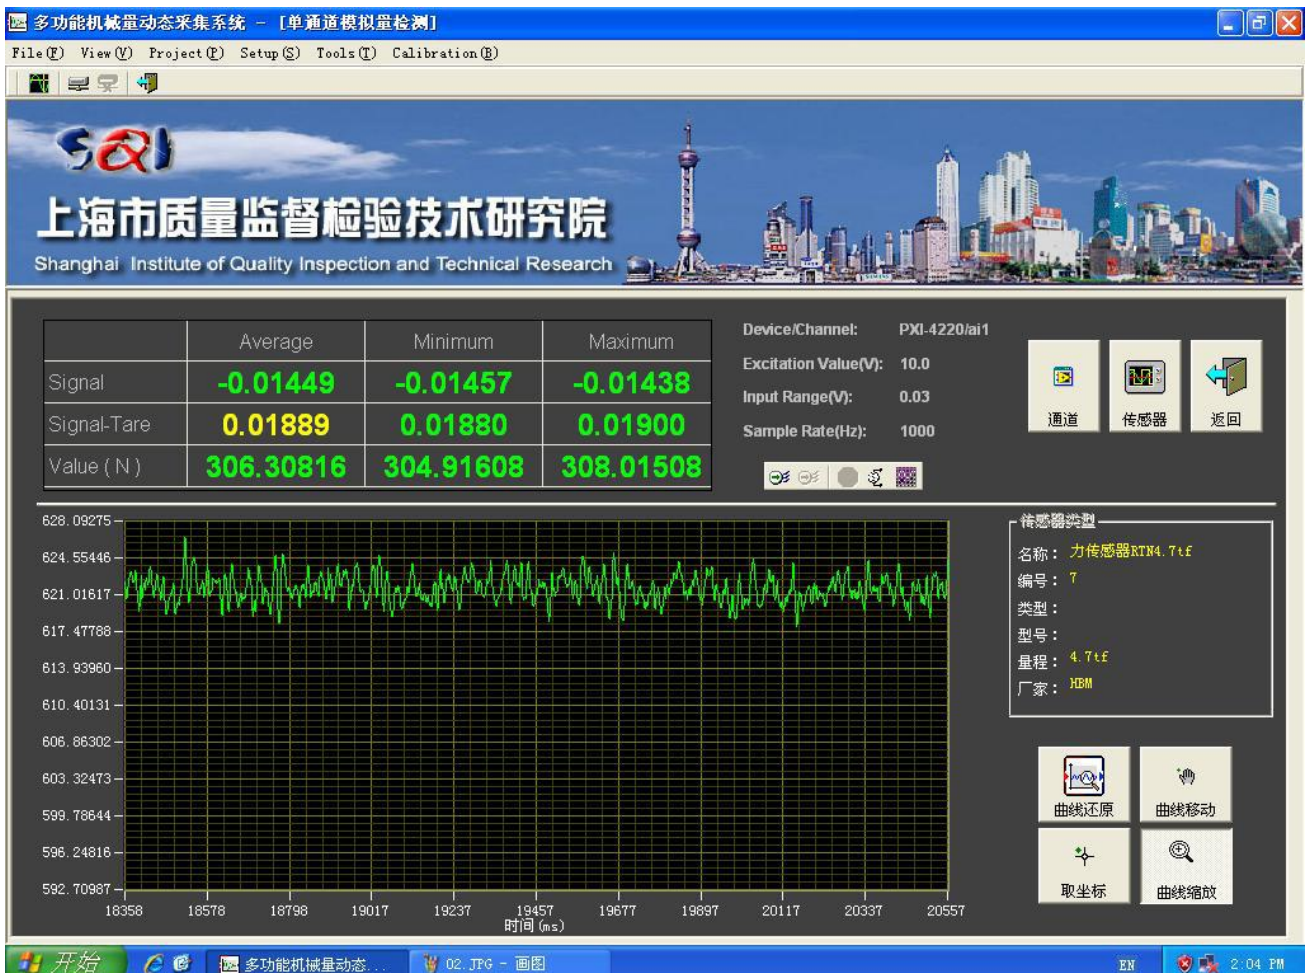 多功能机械量动态采集系统 - [单通道模拟量检测]
File(F) View(V) Project(P) Setup(S) Tools(T) Calibration(B)
SQI
上海市质量监督检验技术研究院
Shanghai Institute of Quality Inspection and Technical Research
Average Minimum Maximum
Signal -0.01449 -0.01457 -0.01438
Signal-Tare 0.01889 0.01880 0.01900
Value ( N ) 306.30816 304.91608 308.01508
Device/Channel: PXI-4220/ai1
Excitation Value(V): 10.0
Input Range(V): 0.03
Sample Rate(Hz): 1000
通道 传感器 返回
628.09275
624.55446
621.01617
617.47788
613.93960
610.40131
606.86302
603.32473
599.78644
596.24816
592.70987
18358 18578 18798 19017 19237 19457 19677 19897 20117 20337 20557
时间 (ms)
传感器类型
名称： 力传感器RTN4.7tf
编号： 7
类型：
型号：
量程： 4.7tf
厂家： HBM
曲线还原 曲线移动
取坐标 曲线缩放
开始 多功能机械量动态... 02.JPG - 画图 EN 2:04 PM